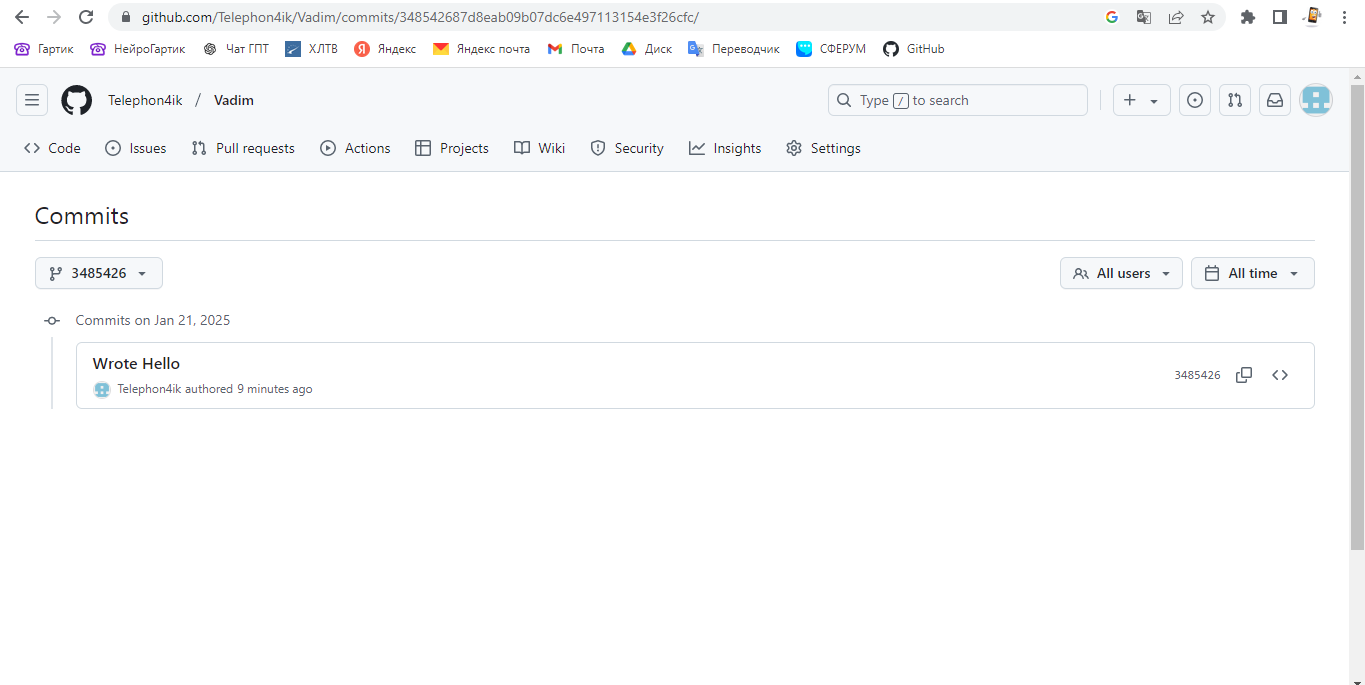 github.com/Telephon4ik/Vadim/commits/348542687d8eab09b07dc6e497113154e3f26cfc/
Гартик НейроГартик Чат ГПТ ХЛТВ Яндекс Яндекс почта Почта Диск Переводчик СФЕРУМ GitHub
Telephon4ik / Vadim Type / to search
Code Issues Pull requests Actions Projects Wiki Security Insights Settings
Commits
3485426 All users All time
Commits on Jan 21, 2025
Wrote Hello
Telephon4ik authored 9 minutes ago 3485426